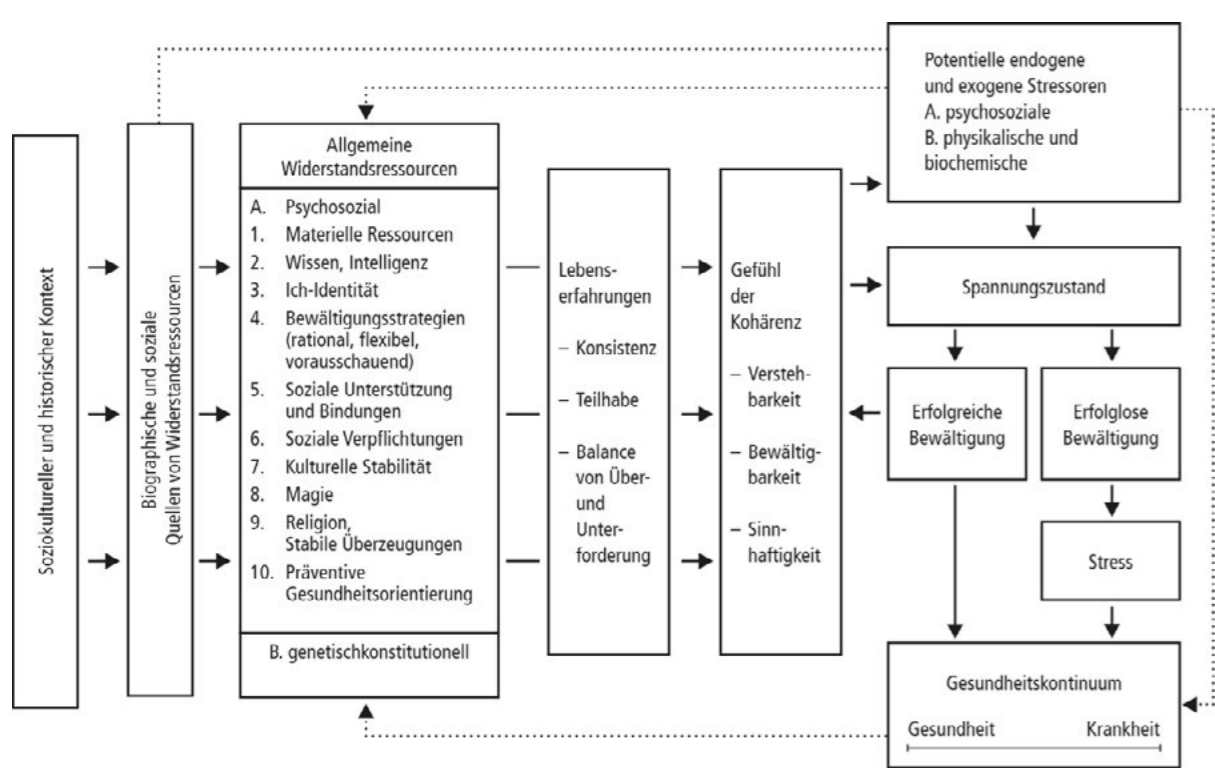 Soziokultureller und historischer Kontext
Biographische und soziale
Quellen von Widerstandsressourcen
Allgemeine
Widerstandsressourcen
A. Psychosozial
1. Materielle Ressourcen
2. Wissen, Intelligenz
3. Ich-Identität
4. Bewältigungsstrategien
(rational, flexibel,
vorausschauend)
5. Soziale Unterstützung
und Bindungen
6. Soziale Verpflichtungen
7. Kulturelle Stabilität
8. Magie
9. Religion,
Stabile Überzeugungen
10. Präventive
Gesundheitsorientierung
B. genetischkonstitutionell
Lebens-
erfahrungen
– Konsistenz
– Teilhabe
– Balance
von Über-
und
Unter-
forderung
Gefühl
der
Kohärenz
– Versteh-
barkeit
– Bewältig-
barkeit
– Sinn-
haftigkeit
Potentielle endogene
und exogene Stressoren
A. psychosoziale
B. physikalische und
biochemische
Spannungszustand
Erfolgreiche
Bewältigung
Erfolglose
Bewältigung
Stress
Gesundheitskontinuum
Gesundheit Krankheit